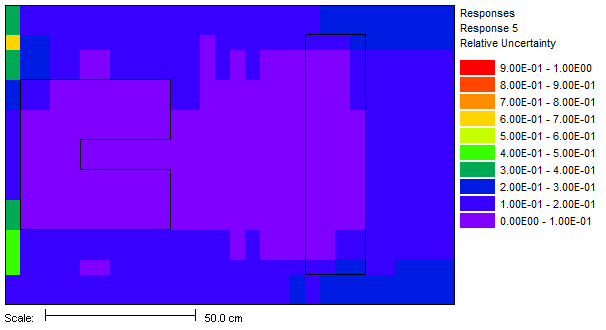 Responses
Response 5
Relative Uncertainty
9.00E-01 - 1.00E00
8.00E-01 - 9.00E-01
7.00E-01 - 8.00E-01
6.00E-01 - 7.00E-01
5.00E-01 - 6.00E-01
4.00E-01 - 5.00E-01
3.00E-01 - 4.00E-01
2.00E-01 - 3.00E-01
1.00E-01 - 2.00E-01
0.00E00 - 1.00E-01
Scale: 50.0 cm